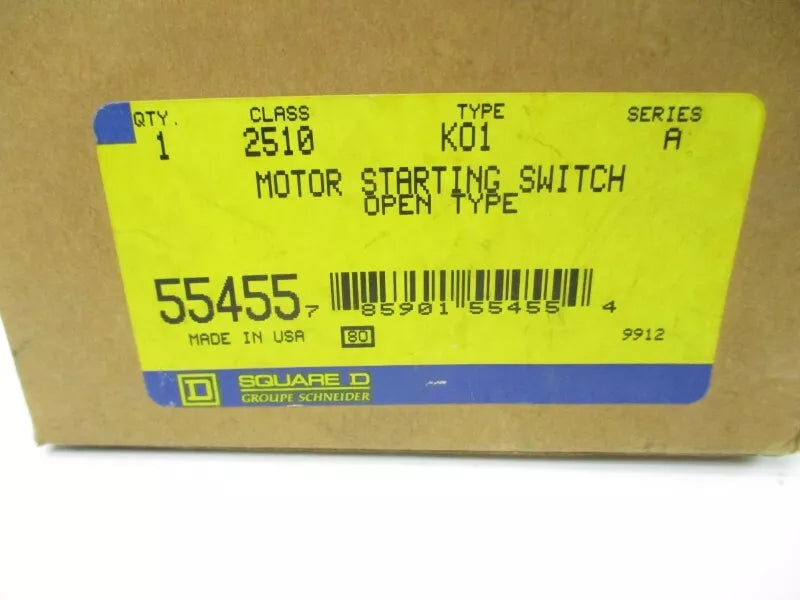 QTY. CLASS TYPE SERIES
1 2510 KO1 A
MOTOR STARTING SWITCH
OPEN TYPE
55455 7 85901 55455 4
MADE IN USA 80 9912
D SQUARE D
GROUPE SCHNEIDER